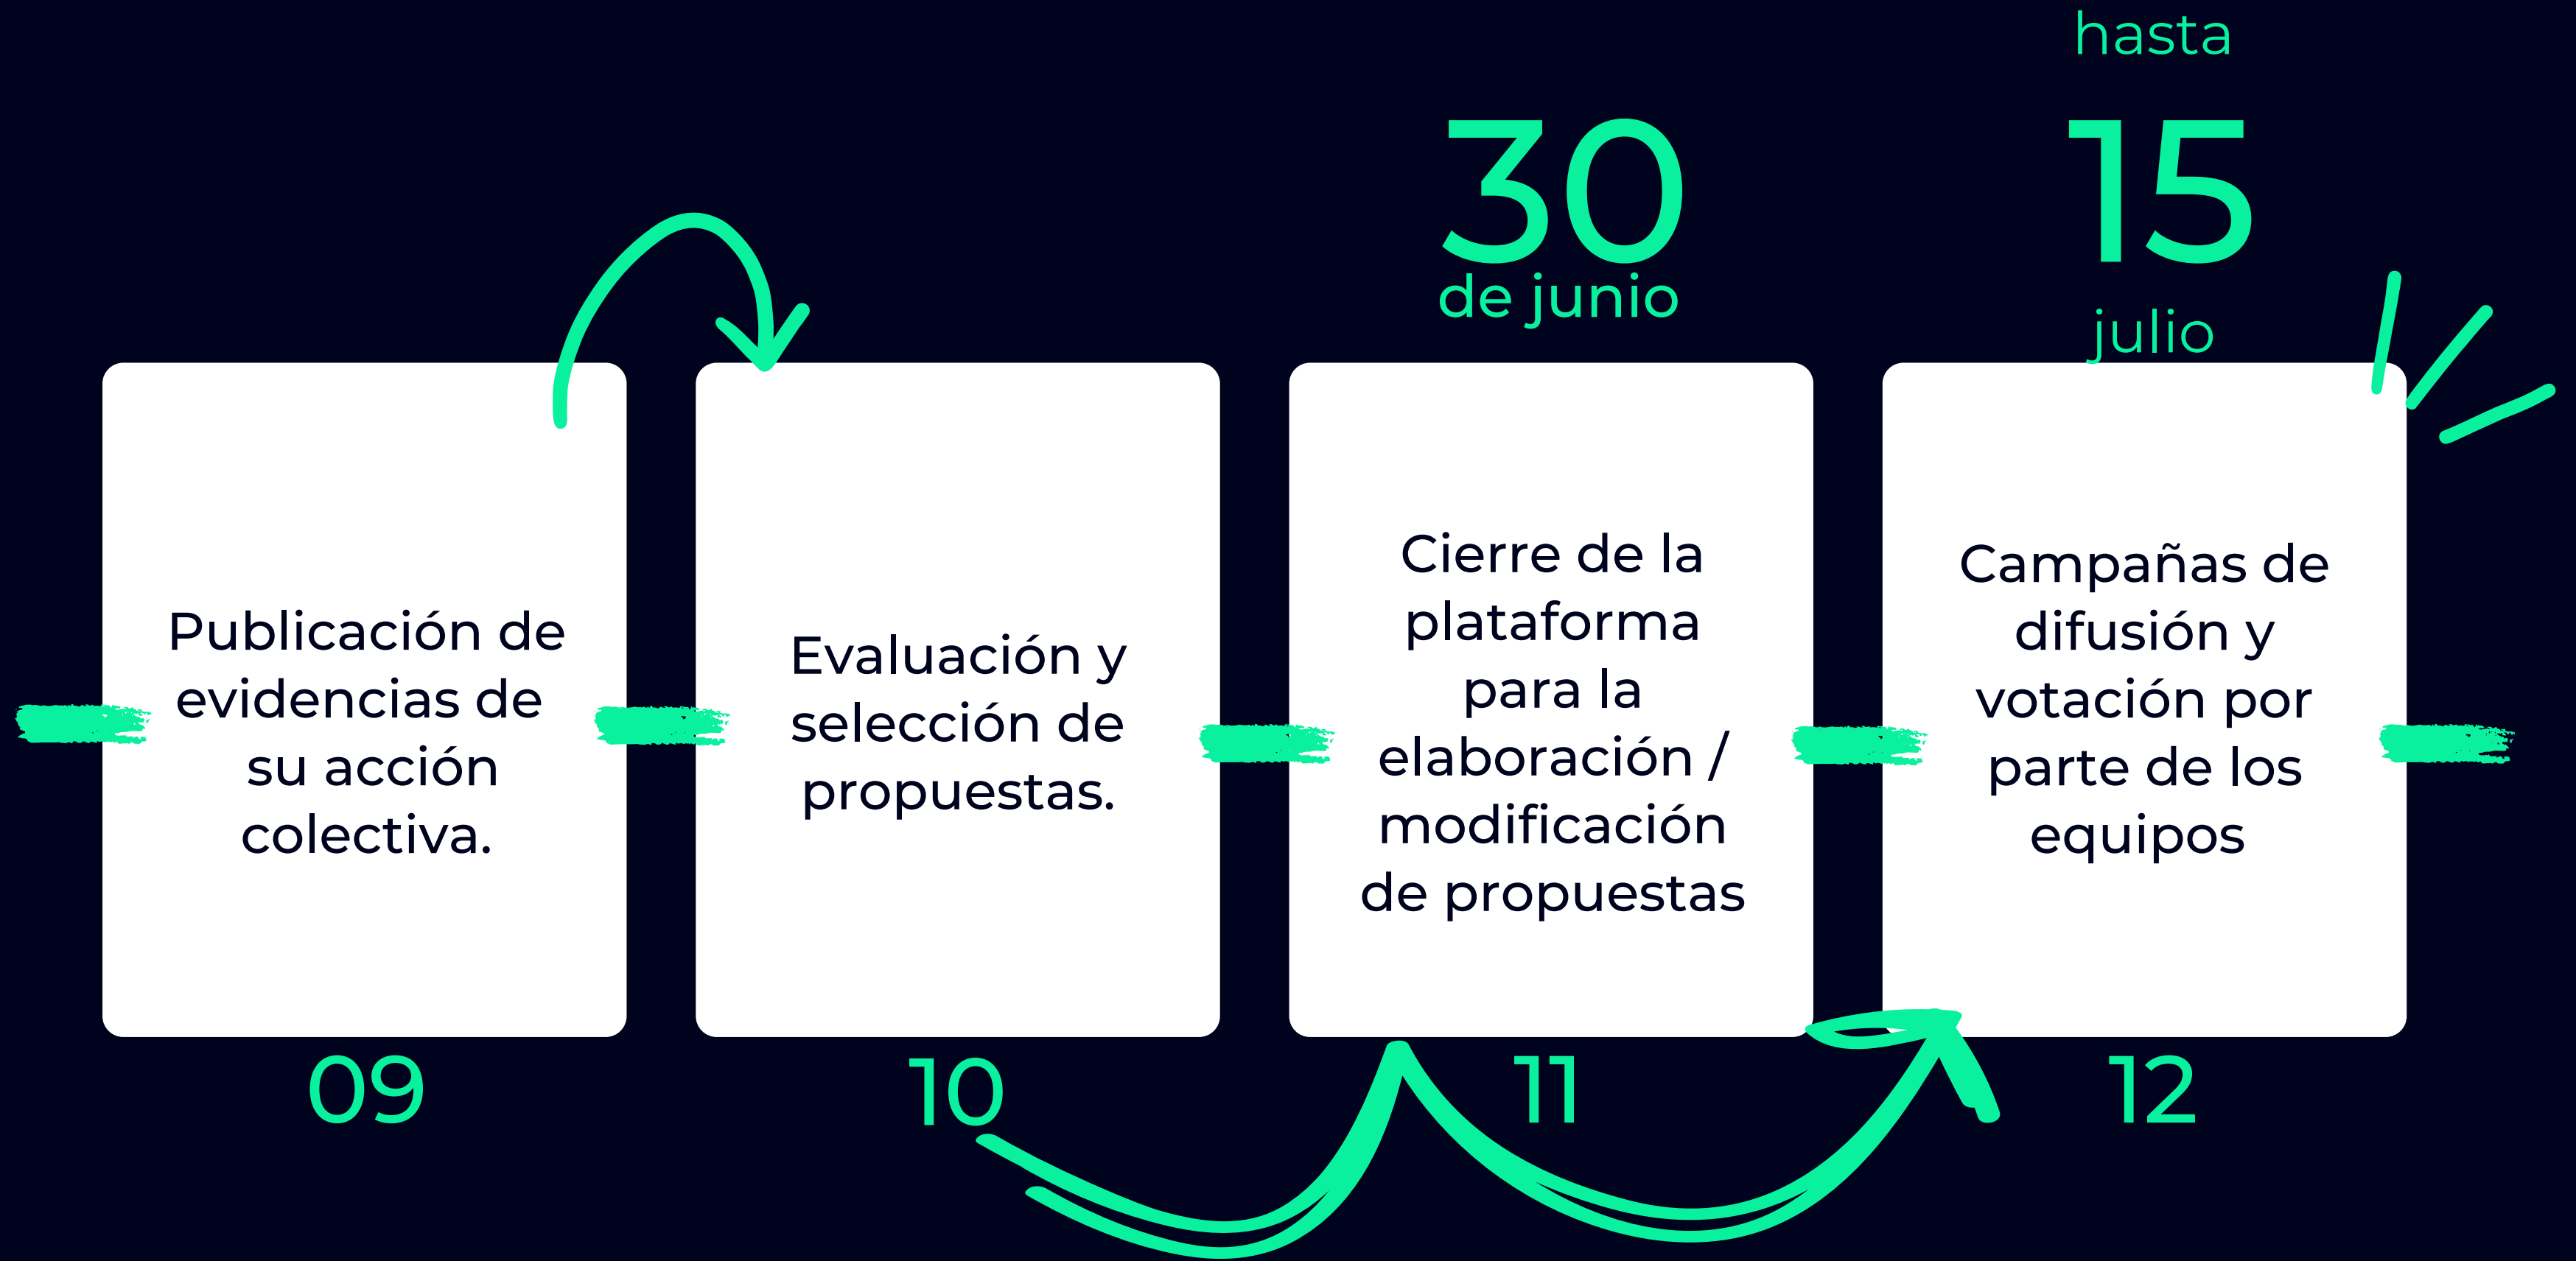 Publicación de
evidencias de
su acción
colectiva.
09
Evaluación y
selección de
propuestas.
10
30
de junio
Cierre de la
plataforma
para la
elaboración /
modificación
de propuestas
11
hasta
15
julio
Campañas de
difusión y
votación por
parte de los
equipos
12